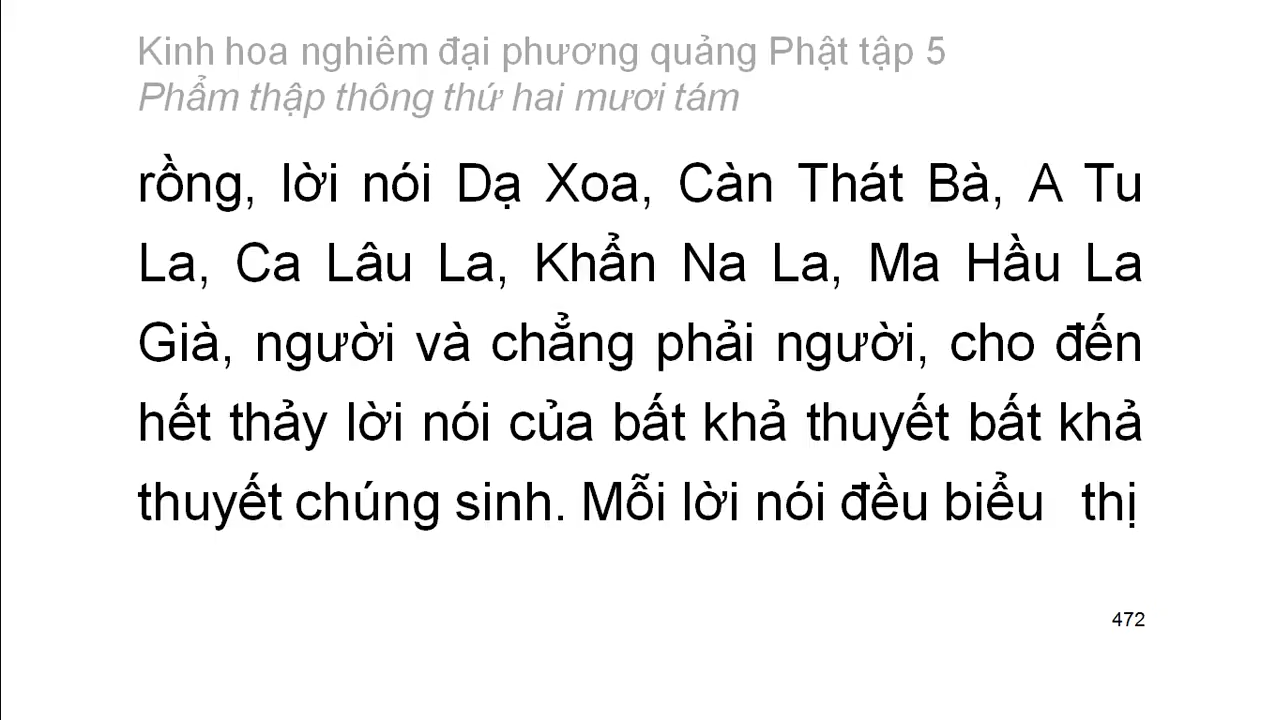 Kinh hoa nghiêm đại phương quảng Phật tập 5
Phẩm thập thông thứ hai mươi tám
rồng, lời nói Dạ Xoa, Càn Thát Bà, A Tu
La, Ca Lâu La, Khẩn Na La, Ma Hầu La
Già, người và chẳng phải người, cho đến
hết thảy lời nói của bất khả thuyết bất khả
thuyết chúng sinh. Mỗi lời nói đều biểu thị
472